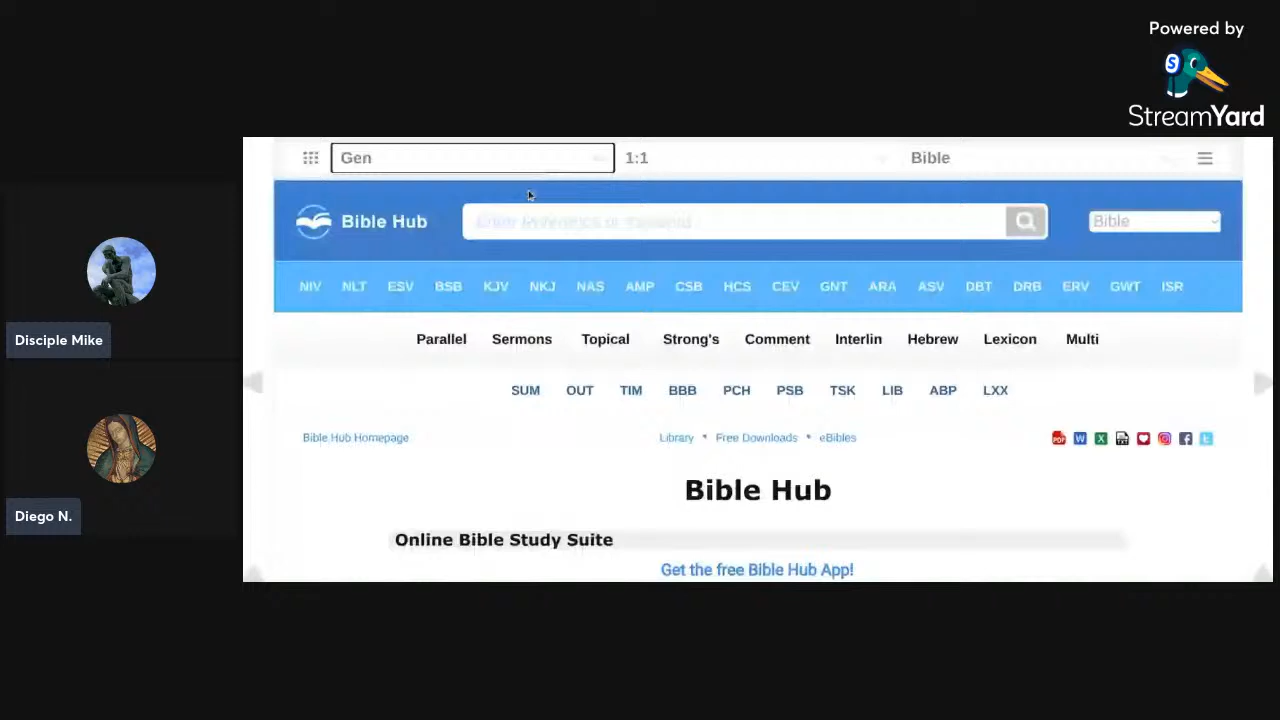 Powered by
S
StreamYard
Gen 1:1 Bible
Bible Hub Bible
NIV NLT ESV BSB KJV NKJ NAS AMP CSB HCS CEV GNT ARA ASV DBT DRB ERV GWT ISR
Parallel Sermons Topical Strong's Comment Interlin Hebrew Lexicon Multi
SUM OUT TIM BBB PCH PSB TSK LIB ABP LXX
Bible Hub Homepage Library • Free Downloads • eBibles
PDF W X
Bible Hub
Online Bible Study Suite
Get the free Bible Hub App!
Disciple Mike
Diego N.